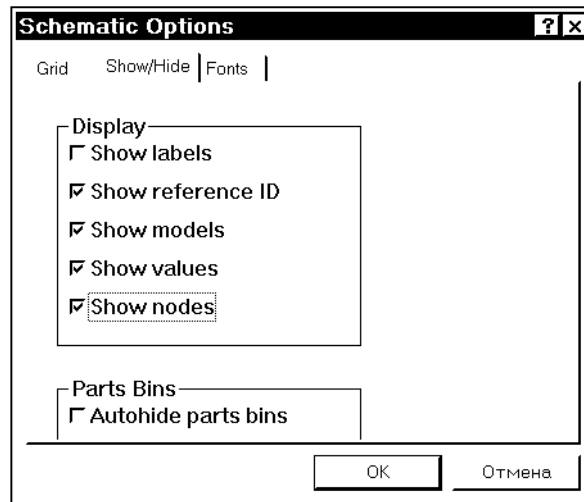 Schematic Options
Grid Show/Hide Fonts
Display
Show labels
Show reference ID
Show models
Show values
Show nodes
Parts Bins
Autohide parts bins
OK Отмена